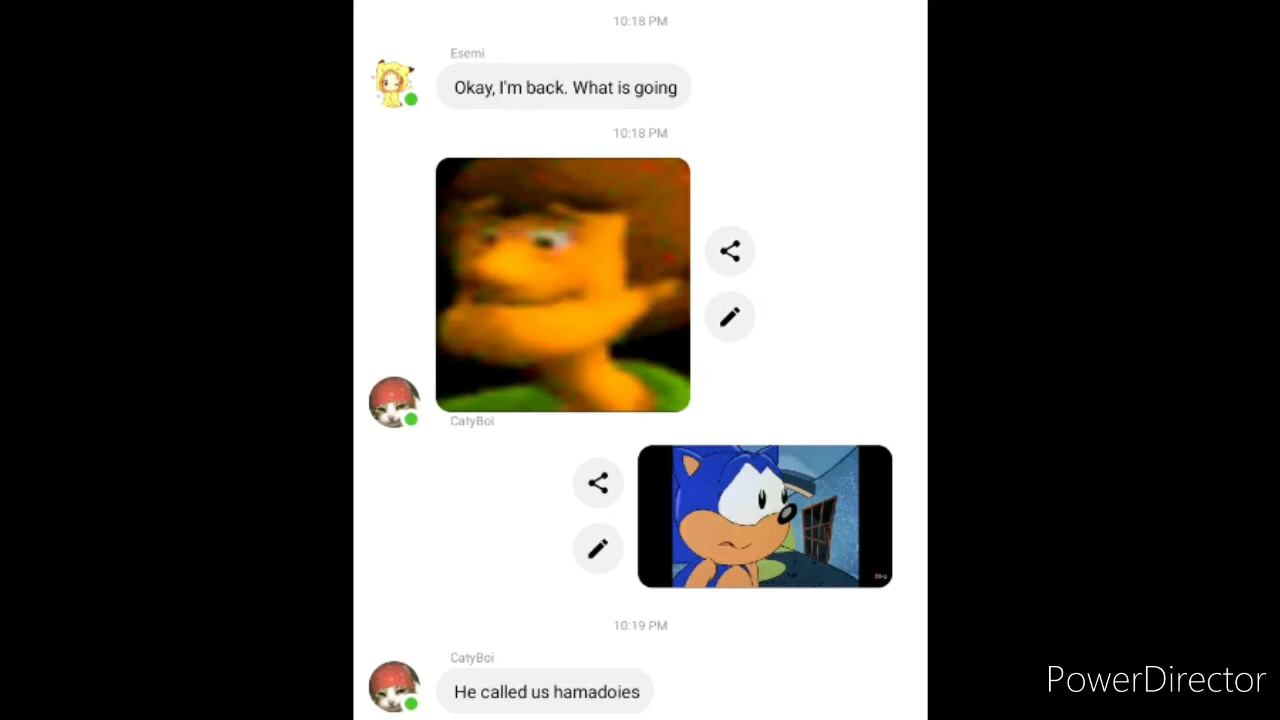 10:18 PM
Esemi
Okay, I'm back. What is going
10:18 PM
CatyBoi
10:19 PM
CatyBoi
He called us hamadoies
PowerDirector